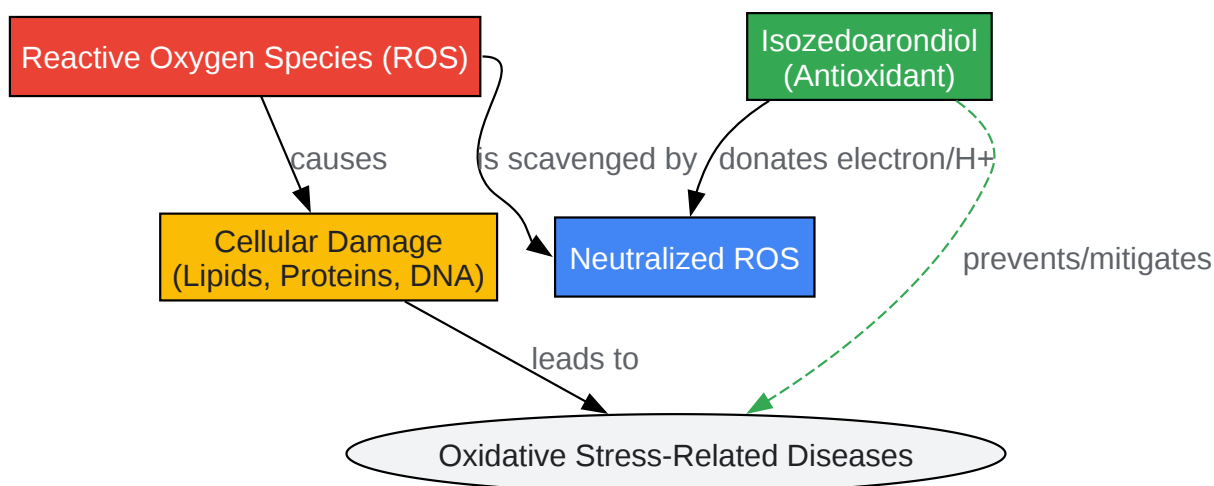 Reactive Oxygen Species (ROS)
Isozedoarondiol
(Antioxidant)
causes
is scavenged by
donates electron/H+
Cellular Damage
(Lipids, Proteins, DNA)
Neutralized ROS
prevents/mitigates
leads to
Oxidative Stress-Related Diseases